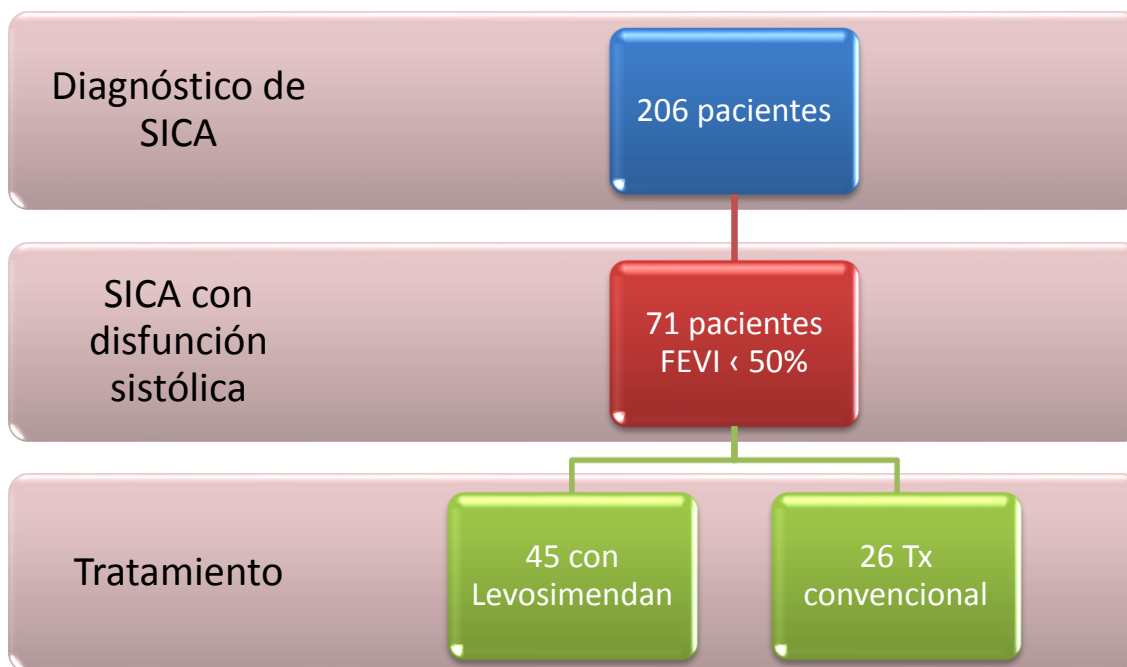 Diagnóstico de
SICA
206 pacientes
SICA con
disfunción
sistólica
71 pacientes
FEVI ‹ 50%
Tratamiento
45 con
Levosimendan
26 Tx
convencional